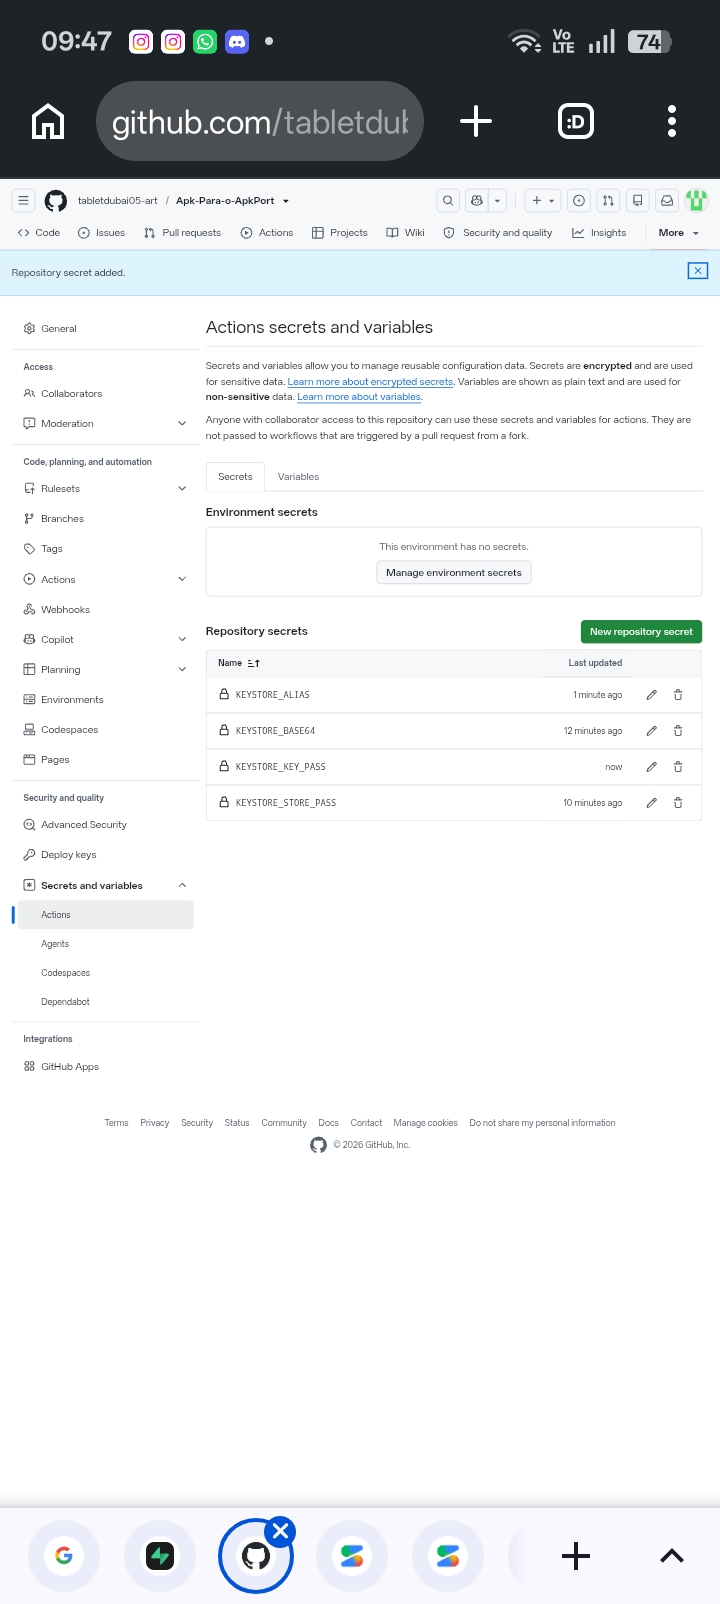 09:47
Vo LTE
74
github.com/tabletdub
:D
tabletdubai05-art / Apk-Para-o-ApkPort
Code Issues Pull requests Actions Projects Wiki Security and quality Insights More
Repository secret added.
General
Access
Collaborators
Moderation
Code, planning, and automation
Rulesets
Branches
Tags
Actions
Webhooks
Copilot
Planning
Environments
Codespaces
Pages
Security and quality
Advanced Security
Deploy keys
Secrets and variables
Actions
Agents
Codespaces
Dependabot
Integrations
GitHub Apps
Actions secrets and variables
Secrets and variables allow you to manage reusable configuration data. Secrets are encrypted and are used
for sensitive data. Learn more about encrypted secrets. Variables are shown as plain text and are used for
non-sensitive data. Learn more about variables.
Anyone with collaborator access to this repository can use these secrets and variables for actions. They are
not passed to workflows that are triggered by a pull request from a fork.
Secrets Variables
Environment secrets
This environment has no secrets.
Manage environment secrets
Repository secrets New repository secret
Name Last updated
KEYSTORE_ALIAS 1 minute ago
KEYSTORE_BASE64 12 minutes ago
KEYSTORE_KEY_PASS now
KEYSTORE_STORE_PASS 10 minutes ago
Terms Privacy Security Status Community Docs Contact Manage cookies Do not share my personal information
© 2026 GitHub, Inc.